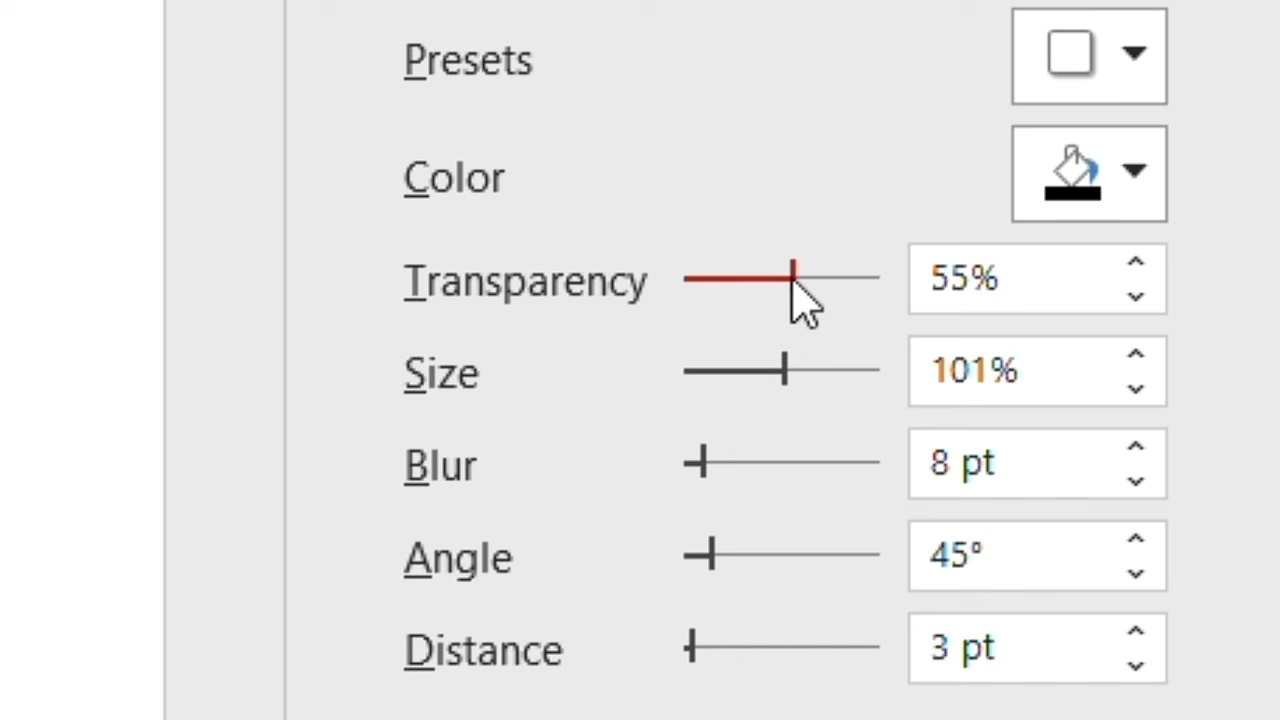 Presets
Color
Transparency 55%
Size 101%
Blur 8 pt
Angle 45°
Distance 3 pt